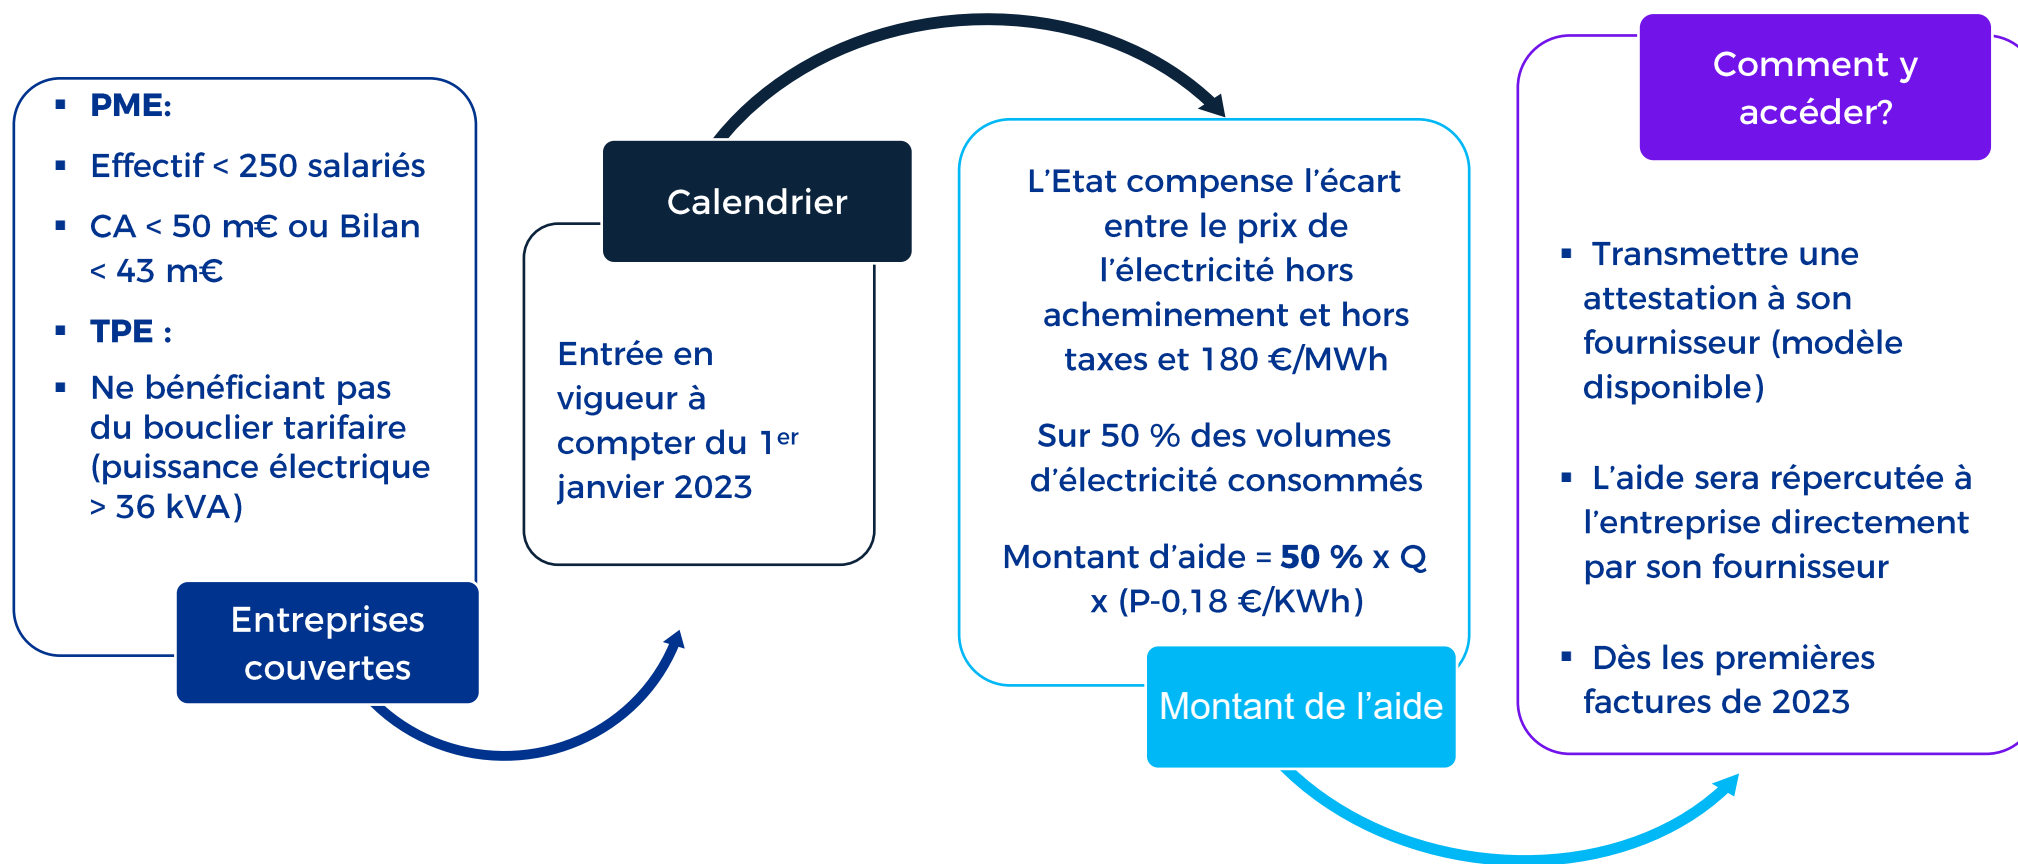 ▪ PME:
▪ Effectif < 250 salariés
▪ CA < 50 m€ ou Bilan
< 43 m€
▪ TPE :
▪ Ne bénéficiant pas
du bouclier tarifaire
(puissance électrique
> 36 kVA)
Entreprises
couvertes
Calendrier
Entrée en
vigueur à
compter du 1er
janvier 2023
L’Etat compense l’écart
entre le prix de
l’électricité hors
acheminement et hors
taxes et 180 €/MWh
Sur 50 % des volumes
d’électricité consommés
Montant d’aide = 50 % x Q
x (P-0,18 €/KWh)
Montant de l’aide
Comment y
accéder?
▪ Transmettre une
attestation à son
fournisseur (modèle
disponible)
▪ L’aide sera répercutée à
l’entreprise directement
par son fournisseur
▪ Dès les premières
factures de 2023